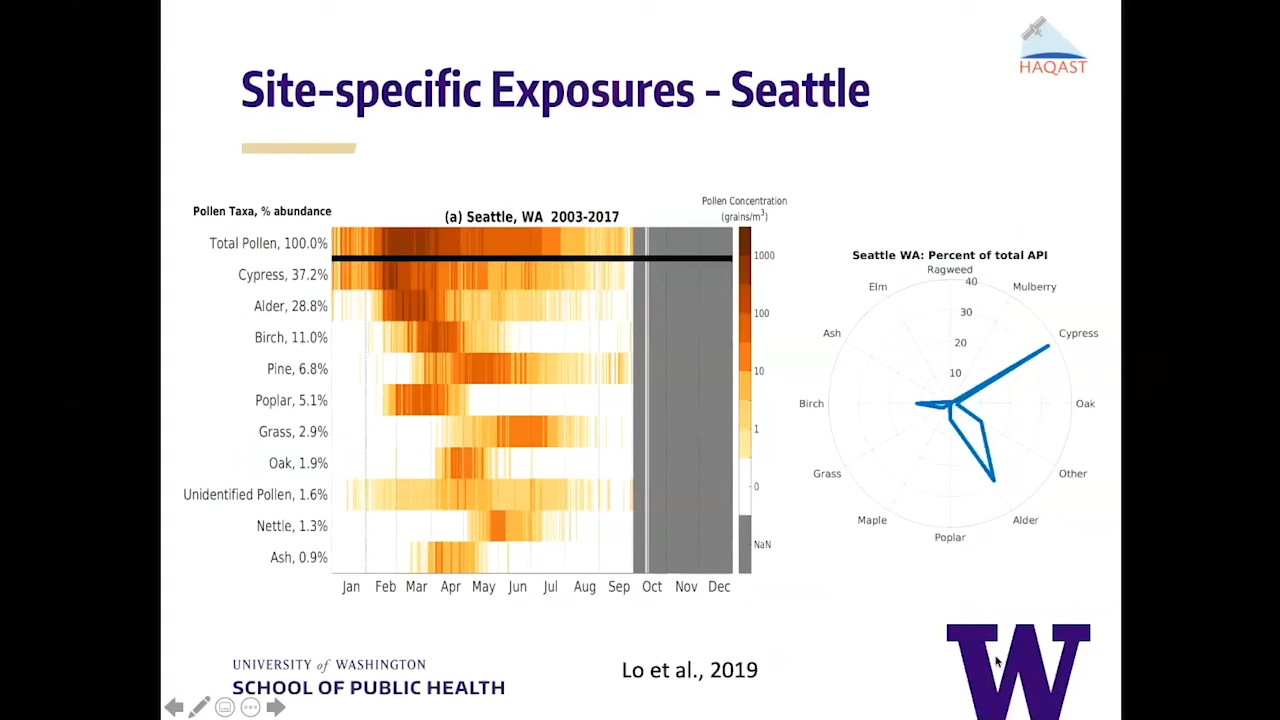 HAQAST
Site-specific Exposures - Seattle
Pollen Taxa, % abundance
(a) Seattle, WA 2003-2017
Pollen Concentration
(grains/m3)
Total Pollen, 100.0%
Cypress, 37.2%
Alder, 28.8%
Birch, 11.0%
Pine, 6.8%
Poplar, 5.1%
Grass, 2.9%
Oak, 1.9%
Unidentified Pollen, 1.6%
Nettle, 1.3%
Ash, 0.9%
Jan Feb Mar Apr May Jun Jul Aug Sep Oct Nov Dec
1000
100
10
1
0
NaN
Seattle WA: Percent of total API
Ragweed
Elm
40
Mulberry
30
Ash
Cypress
20
10
Birch
Oak
Grass
Other
Maple
Alder
Poplar
UNIVERSITY of WASHINGTON
SCHOOL OF PUBLIC HEALTH
Lo et al., 2019
W